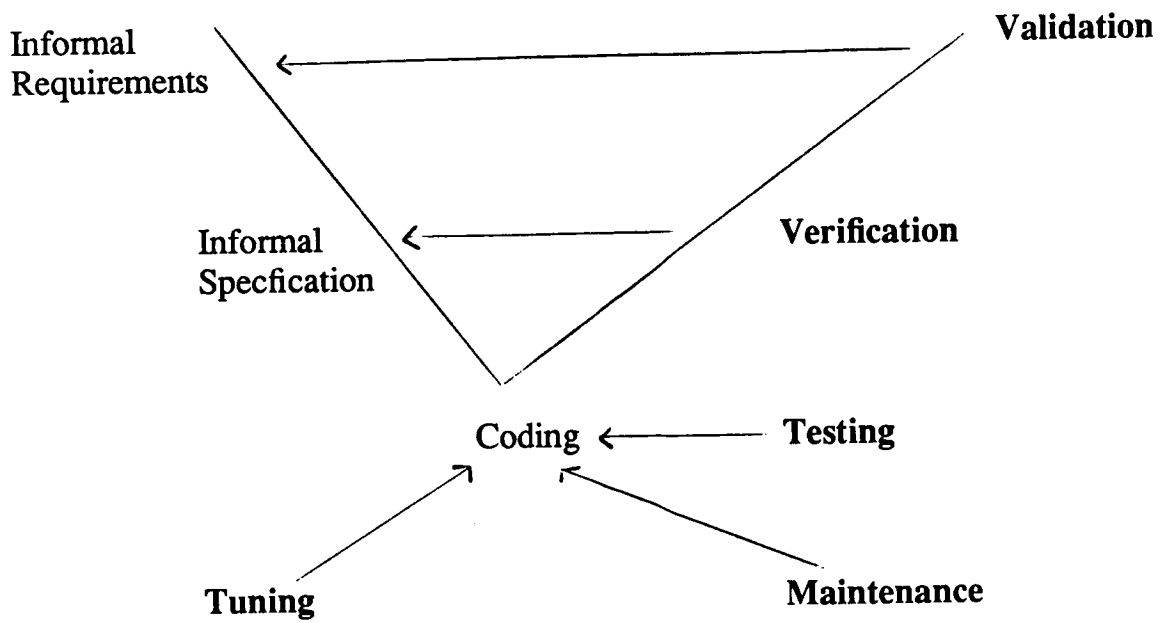 Validation
Informal
Requirements
Verification
Informal
Specfication
Coding
Testing
Tuning
Maintenance